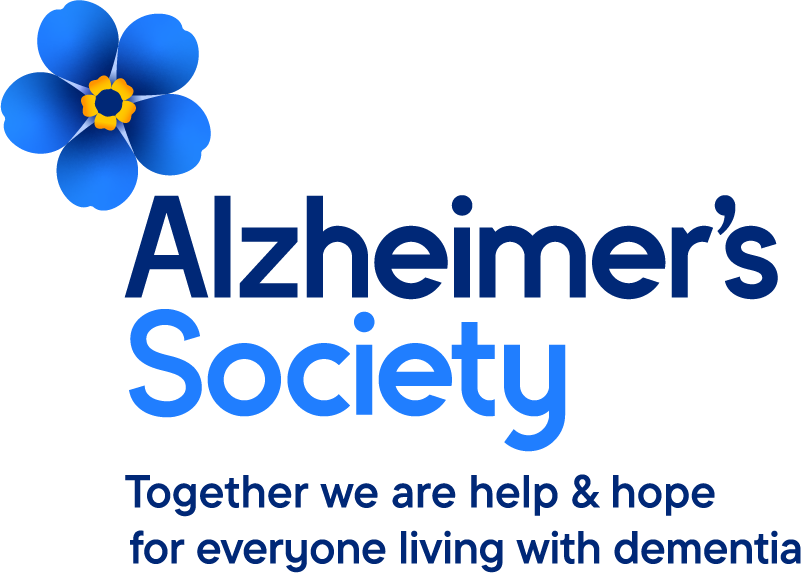 Alzheimer’s
Society
Together we are help & hope
for everyone living with dementia